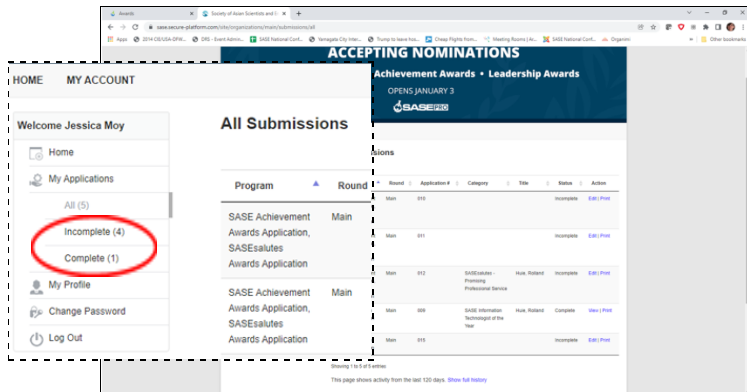 Awards
Society of Asian Scientists and E
sase.secure-platform.com/site/organizations/main/submissions/all
Apps
2014 CEUSA-DFW...
DRS - Event Admin...
SASE National Conf...
Yamagata City Inter...
Trump to leave Aso...
Cheap Flights from...
Meeting Rooms | Ai...
SASE National Conf...
Organimi
Other bookmarks
ACCEPTING NOMINATIONS
Achievement Awards • Leadership Awards
OPENS JANUARY 3
SASEPRO
HOME MY ACCOUNT
Welcome Jessica Moy
Home
My Applications
All (5)
Incomplete (4)
Complete (1)
My Profile
Change Password
Log Out
All Submissions
Program Round
SASE Achievement Main
Awards Application,
SASEsalutes
Awards Application
SASE Achievement Main
Awards Application,
SASEsalutes
Awards Application
sions
Round Application # Category Title Status Action
Main 010 Incomplete Edit | Print
Main 011 Incomplete Edit | Print
Main 012 SASEsalutes - Huie, Rolland Incomplete Edit | Print
Promising
Professional Service
Main 009 SASE Information Huie, Rolland Complete View | Print
Technologist of the
Year
Main 015 Incomplete Edit | Print
Showing 1 to 5 of 5 entries
This page shows activity from the last 120 days. Show full history